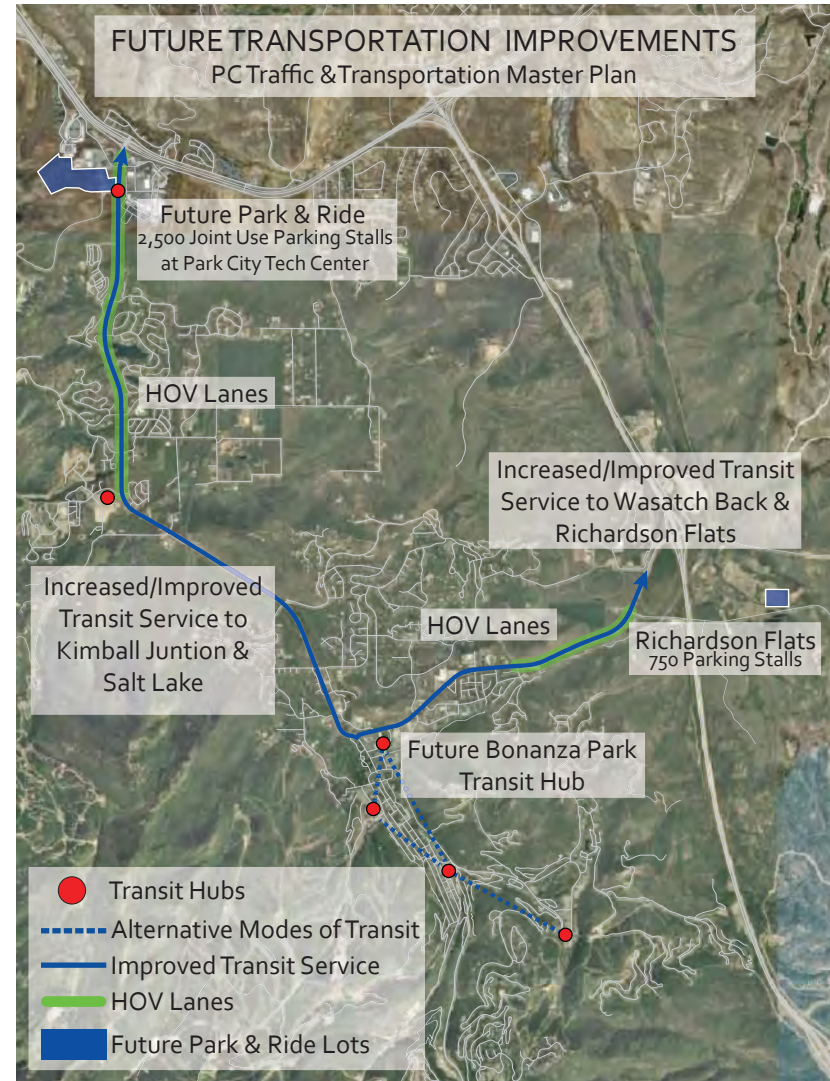 FUTURE TRANSPORTATION IMPROVEMENTS
PC Traffic & Transportation Master Plan
Future Park & Ride
2,500 Joint Use Parking Stalls
at Park City Tech Center
HOV Lanes
Increased/Improved Transit
Service to Wasatch Back &
Richardson Flats
Increased/Improved
Transit Service to
Kimball Juntion &
Salt Lake
HOV Lanes
Richardson Flats
750 Parking Stalls
Future Bonanza Park
Transit Hub
Transit Hubs
Alternative Modes of Transit
Improved Transit Service
HOV Lanes
Future Park & Ride Lots